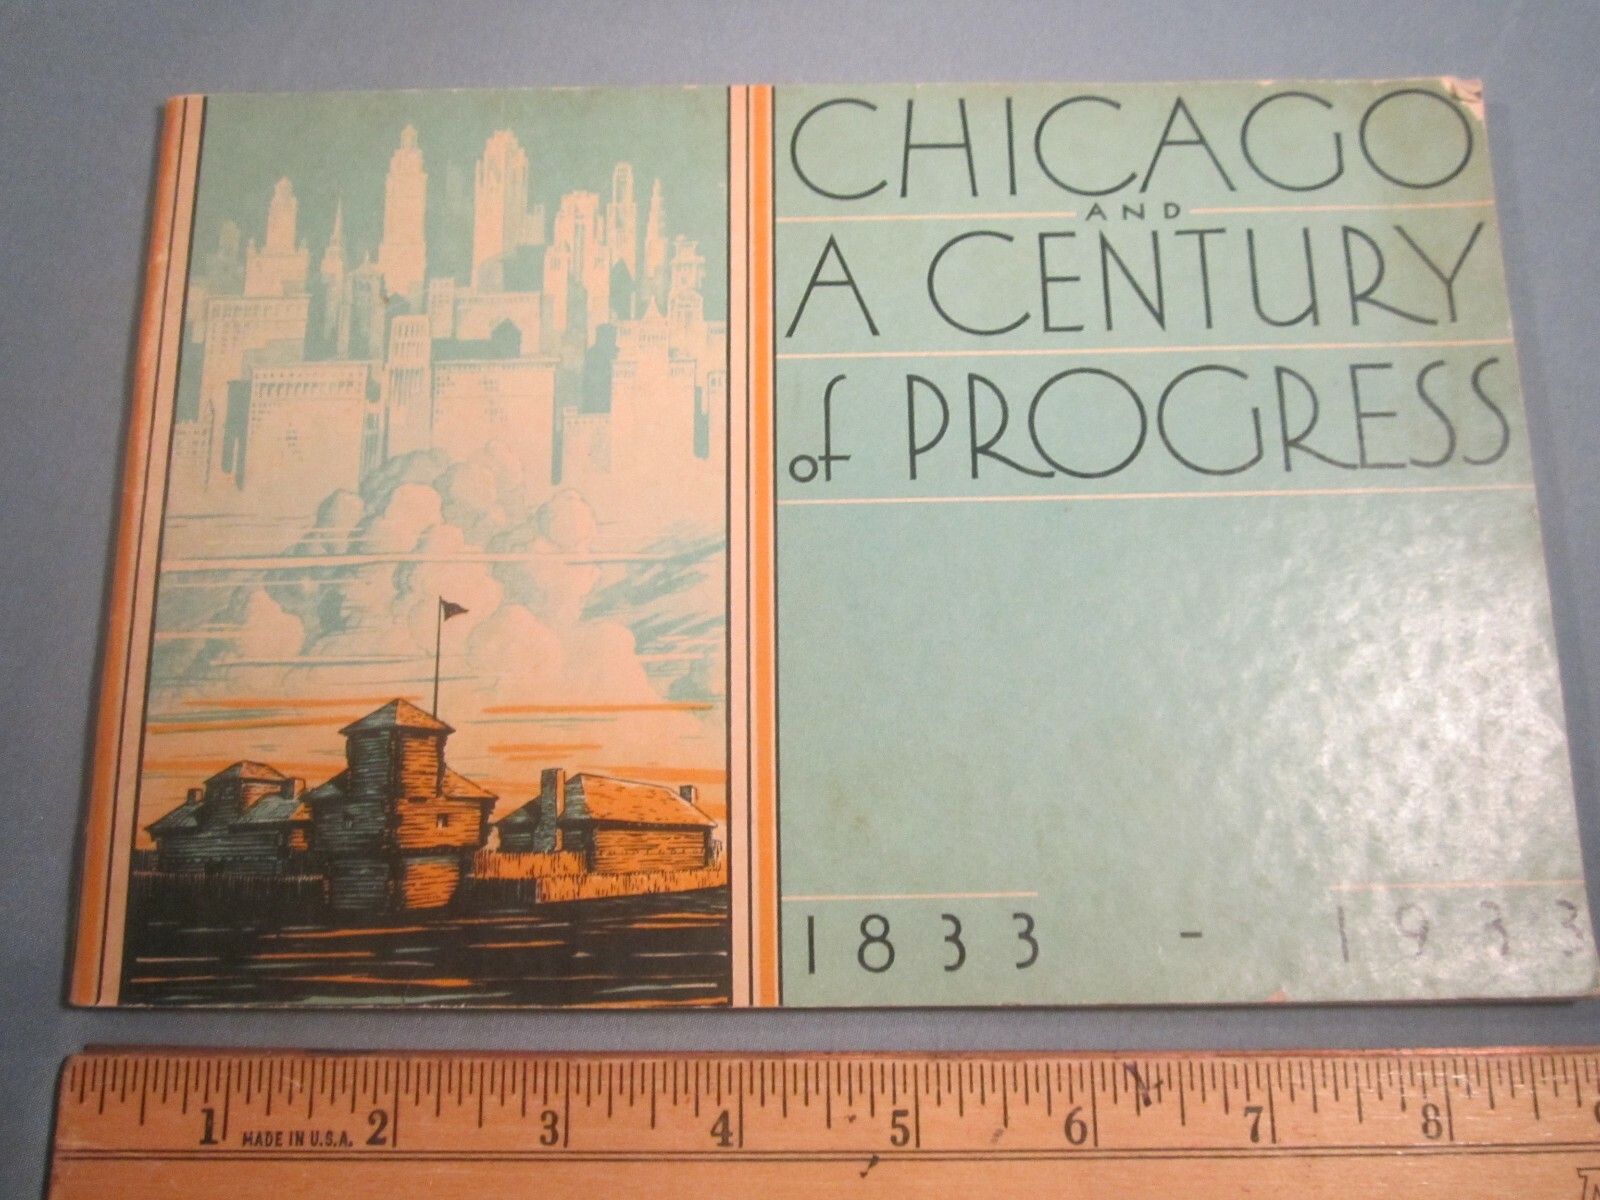 CHICAGO
AND
A CENTURY
of PROGRESS
1833 - 1933
1 2 3 4 5 6 7 8
MADE IN U.S.A.